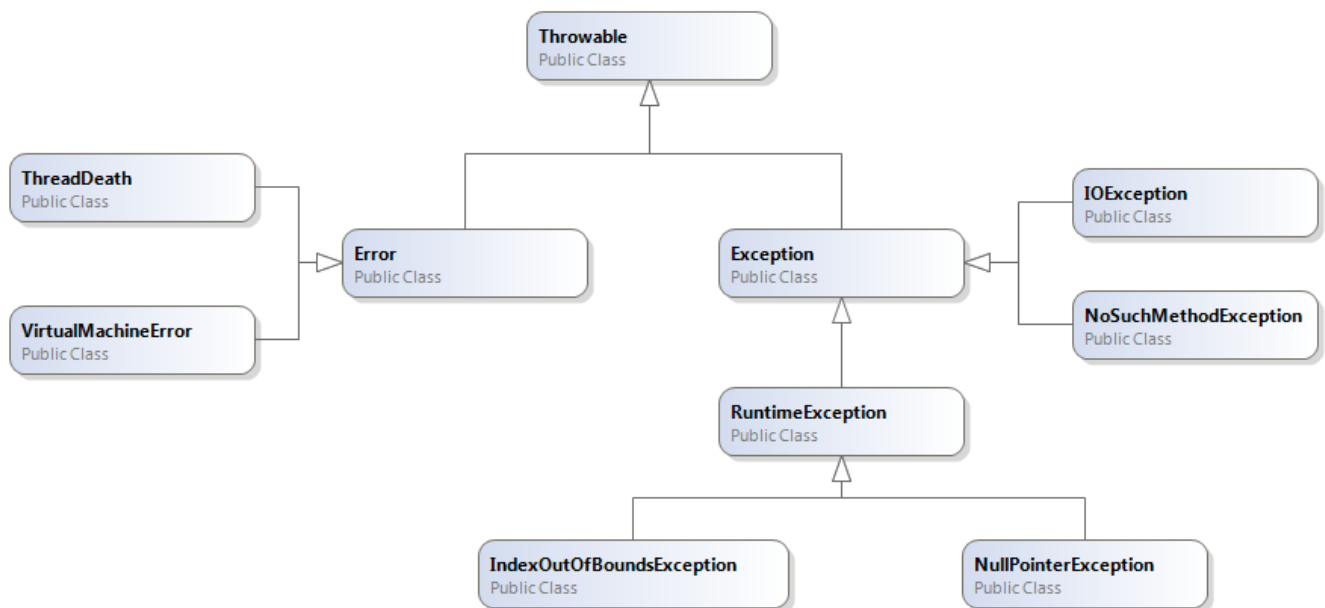 Throwable
Public Class
ThreadDeath
Public Class
IOException
Public Class
Error
Public Class
Exception
Public Class
VirtualMachineError
Public Class
NoSuchMethodException
Public Class
RuntimeException
Public Class
IndexOutOfBoundsException
Public Class
NullPointerException
Public Class